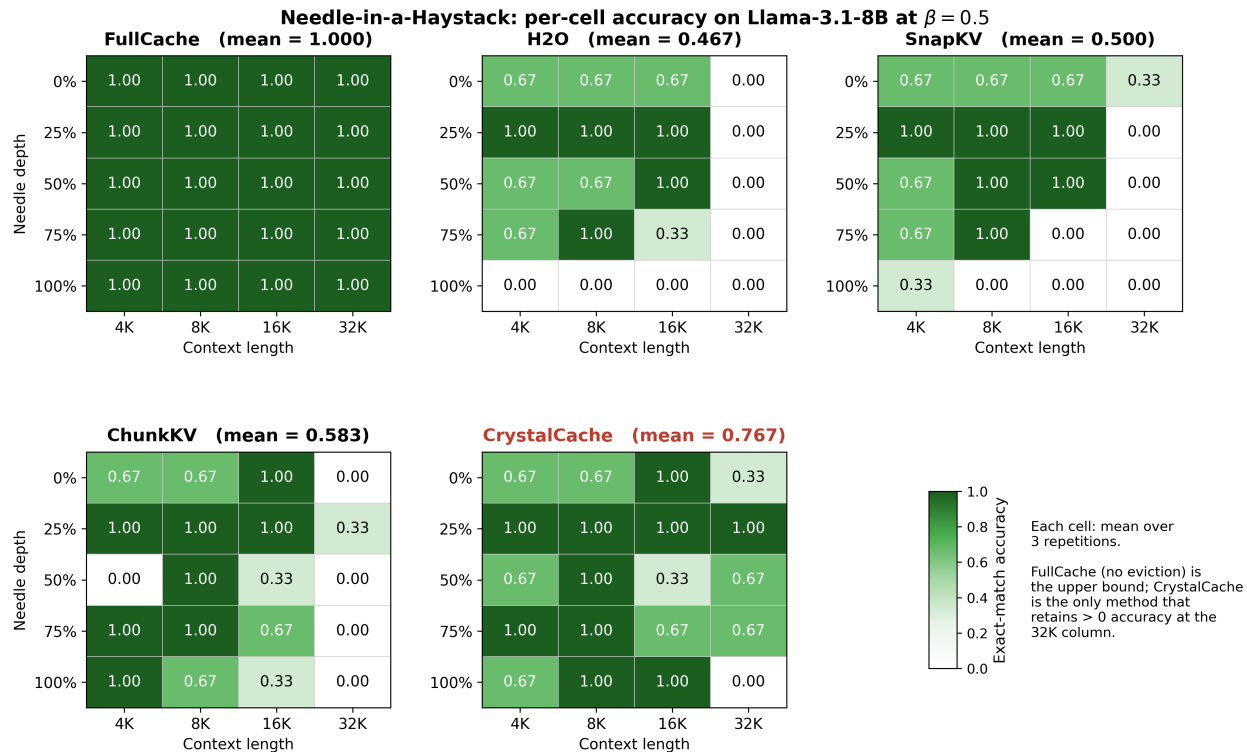 Needle-in-a-Haystack: per-cell accuracy on Llama-3.1-8B at β = 0.5
FullCache (mean = 1.000)
Needle depth
0% 1.00 1.00 1.00 1.00
25% 1.00 1.00 1.00 1.00
50% 1.00 1.00 1.00 1.00
75% 1.00 1.00 1.00 1.00
100% 1.00 1.00 1.00 1.00
4K 8K 16K 32K
Context length
H2O (mean = 0.467)
0% 0.67 0.67 0.67 0.00
25% 1.00 1.00 1.00 0.00
50% 0.67 0.67 1.00 0.00
75% 0.67 1.00 0.33 0.00
100% 0.00 0.00 0.00 0.00
4K 8K 16K 32K
Context length
SnapKV (mean = 0.500)
0% 0.67 0.67 0.67 0.33
25% 1.00 1.00 1.00 0.00
50% 0.67 1.00 1.00 0.00
75% 0.67 1.00 0.00 0.00
100% 0.33 0.00 0.00 0.00
4K 8K 16K 32K
Context length
ChunkKV (mean = 0.583)
Needle depth
0% 0.67 0.67 1.00 0.00
25% 1.00 1.00 1.00 0.33
50% 0.00 1.00 0.33 0.00
75% 1.00 1.00 0.67 0.00
100% 1.00 0.67 0.33 0.00
4K 8K 16K 32K
Context length
CrystalCache (mean = 0.767)
0% 0.67 0.67 1.00 0.33
25% 1.00 1.00 1.00 1.00
50% 0.67 1.00 0.33 0.67
75% 1.00 1.00 0.67 0.67
100% 0.67 1.00 1.00 0.00
4K 8K 16K 32K
Context length
1.0
0.8
0.6
0.4
0.2
0.0
Exact-match accuracy
Each cell: mean over
3 repetitions.
FullCache (no eviction) is
the upper bound; CrystalCache
is the only method that
retains > 0 accuracy at the
32K column.